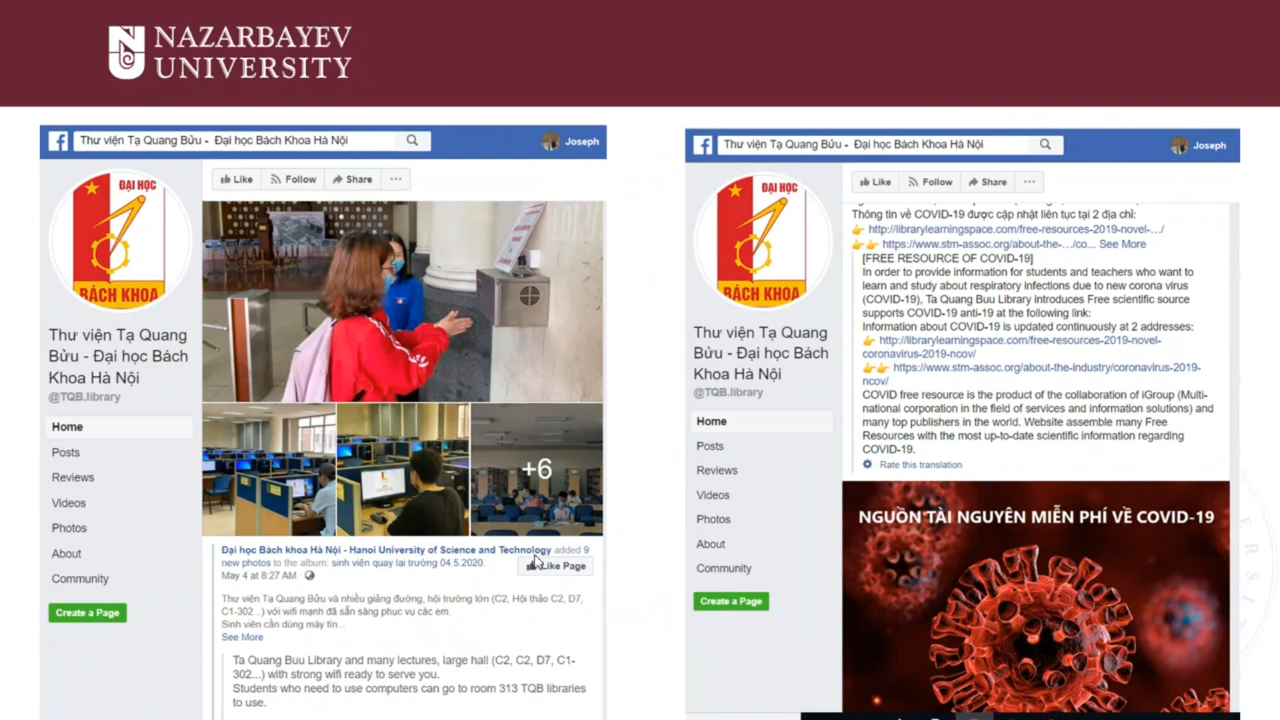 NAZARBAYEV
UNIVERSITY
Thư viện Tạ Quang Bửu - Đại học Bách Khoa Hà Nội
Joseph
ĐẠI HỌC
BÁCH KHOA
Thư viện Tạ Quang
Bửu - Đại học Bách
Khoa Hà Nội
@TQB.library
Home
Posts
Reviews
Videos
Photos
About
Community
Create a Page
Like
Follow
Share
+6
Đại học Bách khoa Hà Nội - Hanoi University of Science and Technology added 9
new photos to the album: sinh viên quay lại trường 04.5.2020.
Like Page
May 4 at 8:27 AM
Thư viện Tạ Quang Bửu và nhiều giảng đường, hội trường lớn (C2, Hội thảo C2, D7,
C1-302...) với wifi mạnh đã sẵn sàng phục vụ các em.
Sinh viên cần dùng máy tín...
See More
Ta Quang Buu Library and many lectures, large hall (C2, C2, D7, C1-
302...) with strong wifi ready to serve you.
Students who need to use computers can go to room 313 TQB libraries
to use.
Thư viện Tạ Quang Bửu - Đại học Bách Khoa Hà Nội
Joseph
ĐẠI HỌC
BÁCH KHOA
Thư viện Tạ Quang
Bửu - Đại học Bách
Khoa Hà Nội
@TQB.library
Home
Posts
Reviews
Videos
Photos
About
Community
Create a Page
Like
Follow
Share
Thông tin về COVID-19 được cập nhật liên tục tại 2 địa chỉ:
👉 http://librarylearningspace.com/free-resources-2019-novel-…/
👉👉 https://www.stm-assoc.org/about-the-…/co... See More
[FREE RESOURCE OF COVID-19]
In order to provide information for students and teachers who want to
learn and study about respiratory infections due to new corona virus
(COVID-19), Ta Quang Buu Library introduces Free scientific source
supports COVID-19 anti-19 at the following link:
Information about COVID-19 is updated continuously at 2 addresses:
👉 http://librarylearningspace.com/free-resources-2019-novel-
coronavirus-2019-ncov/
👉👉 https://www.stm-assoc.org/about-the-industry/coronavirus-2019-
ncov/
COVID free resource is the product of the collaboration of iGroup (Multi-
national corporation in the field of services and information solutions) and
many top publishers in the world. Website assemble many Free
Resources with the most up-to-date scientific information regarding
COVID-19.
Rate this translation
NGUỒN TÀI NGUYÊN MIỄN PHÍ VỀ COVID-19